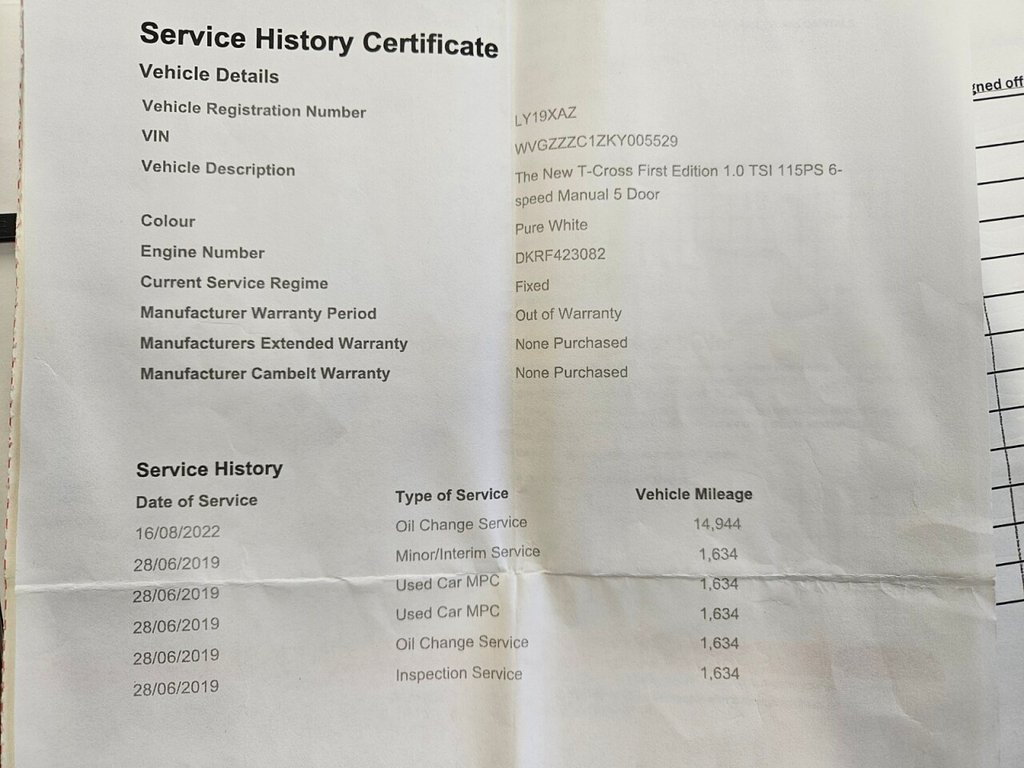 Service History Certificate
Vehicle Details
Vehicle Registration Number LY19XAZ
VIN WVGZZZC1ZKY005529
Vehicle Description The New T-Cross First Edition 1.0 TSI 115PS 6-
speed Manual 5 Door
Colour Pure White
Engine Number DKRF423082
Current Service Regime Fixed
Manufacturer Warranty Period Out of Warranty
Manufacturers Extended Warranty None Purchased
Manufacturer Cambelt Warranty None Purchased
Service History
Date of Service Type of Service Vehicle Mileage
16/08/2022 Oil Change Service 14,944
28/06/2019 Minor/Interim Service 1,634
28/06/2019 Used Car MPC 1,634
28/06/2019 Used Car MPC 1,634
28/06/2019 Oil Change Service 1,634
28/06/2019 Inspection Service 1,634
off